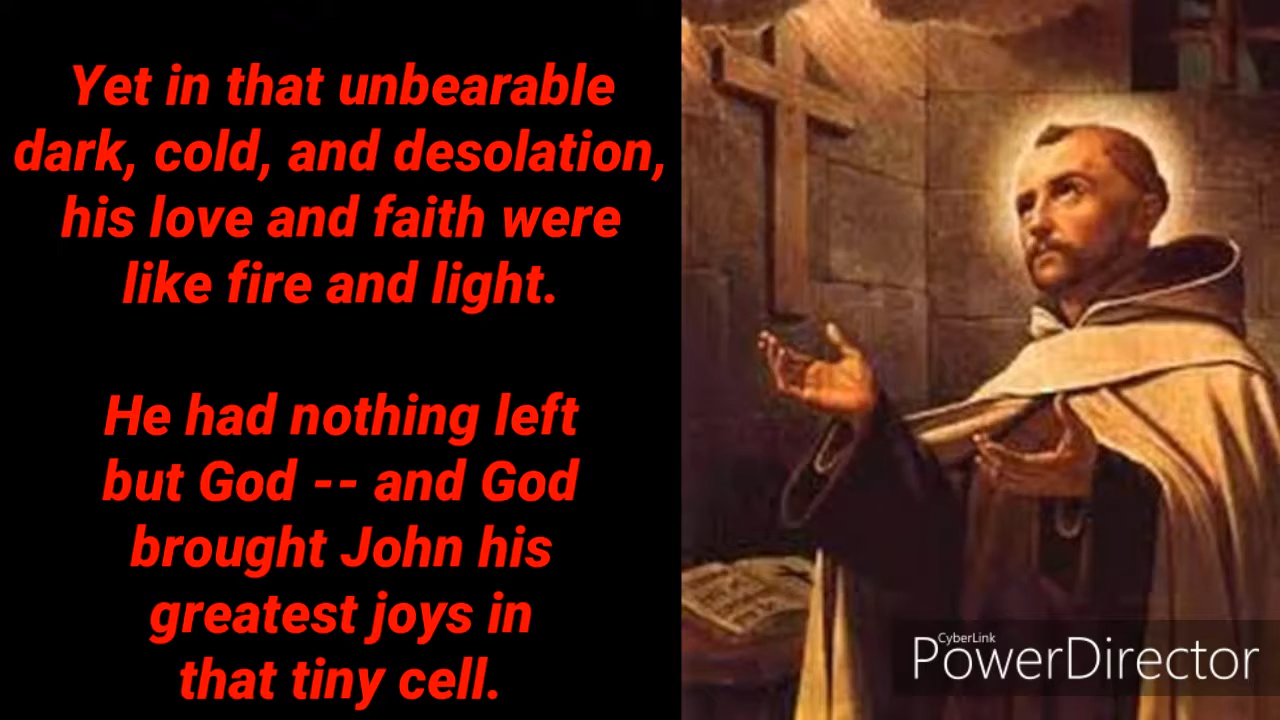 Yet in that unbearable
dark, cold, and desolation,
his love and faith were
like fire and light.
He had nothing left
but God -- and God
brought John his
greatest joys in
that tiny cell.
CyberLink
PowerDirector